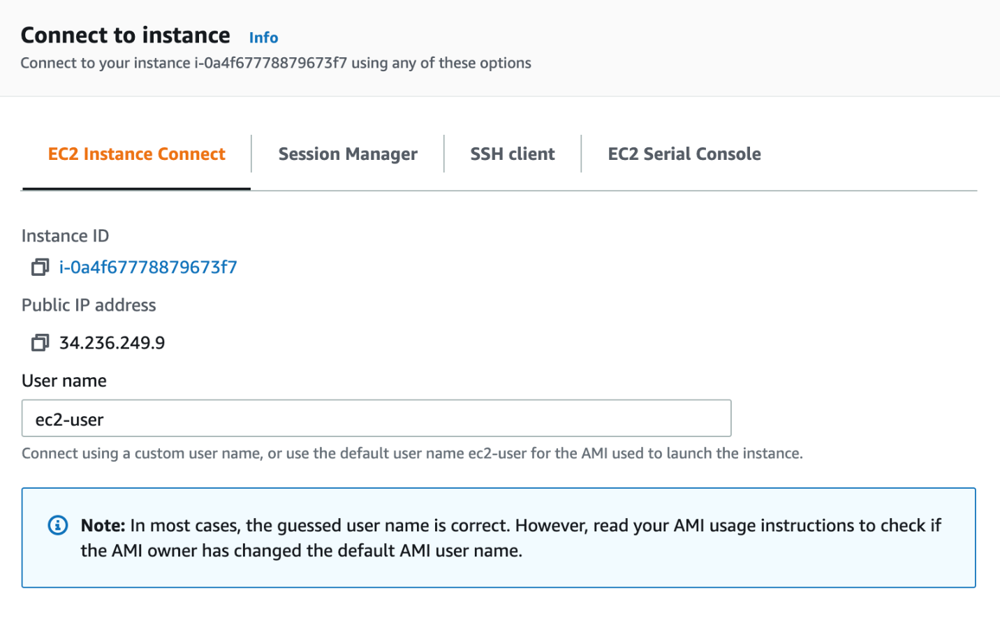 Connect to instance Info
Connect to your instance i-0a4f67778879673f7 using any of these options
EC2 Instance Connect
Session Manager
SSH client
EC2 Serial Console
Instance ID
i-0a4f67778879673f7
Public IP address
34.236.249.9
User name
ec2-user
Connect using a custom user name, or use the default user name ec2-user for the AMI used to launch the instance.
Note: In most cases, the guessed user name is correct. However, read your AMI usage instructions to check if
the AMI owner has changed the default AMI user name.